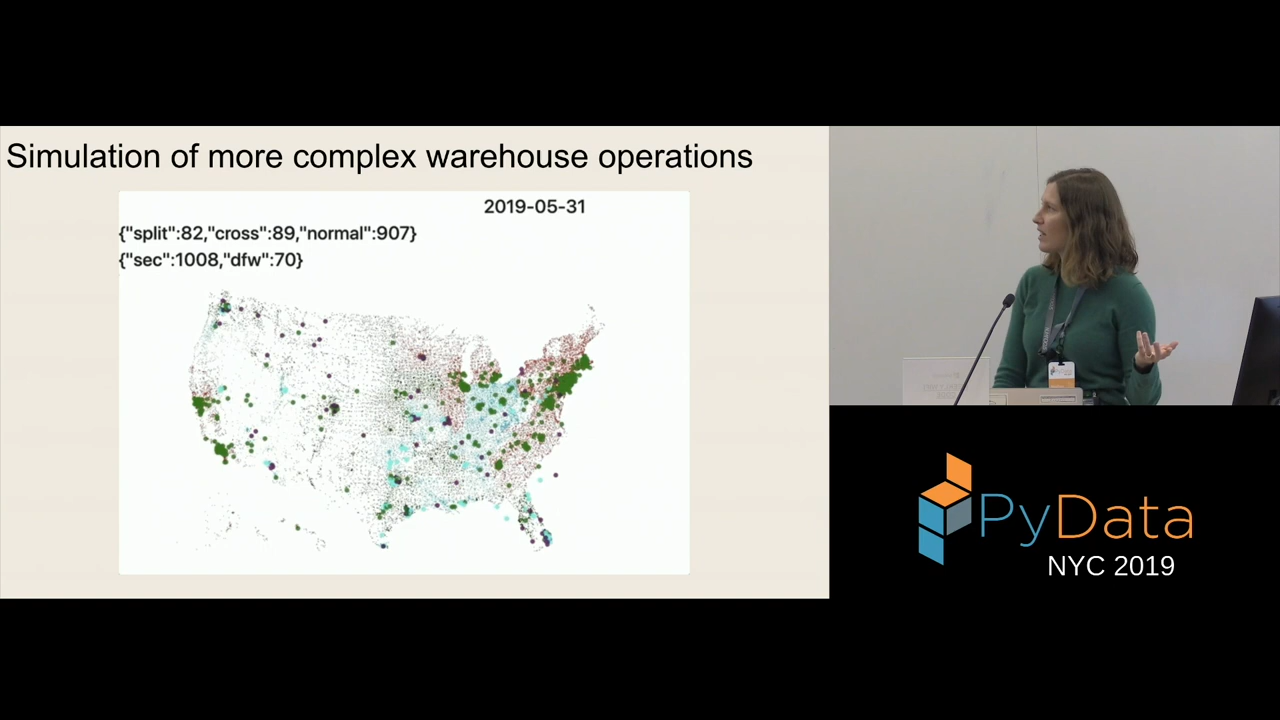 Simulation of more complex warehouse operations
2019-05-31
{"split":82,"cross":89,"normal":907}
{"sec":1008,"dfw":70}
PyData
NYC 2019